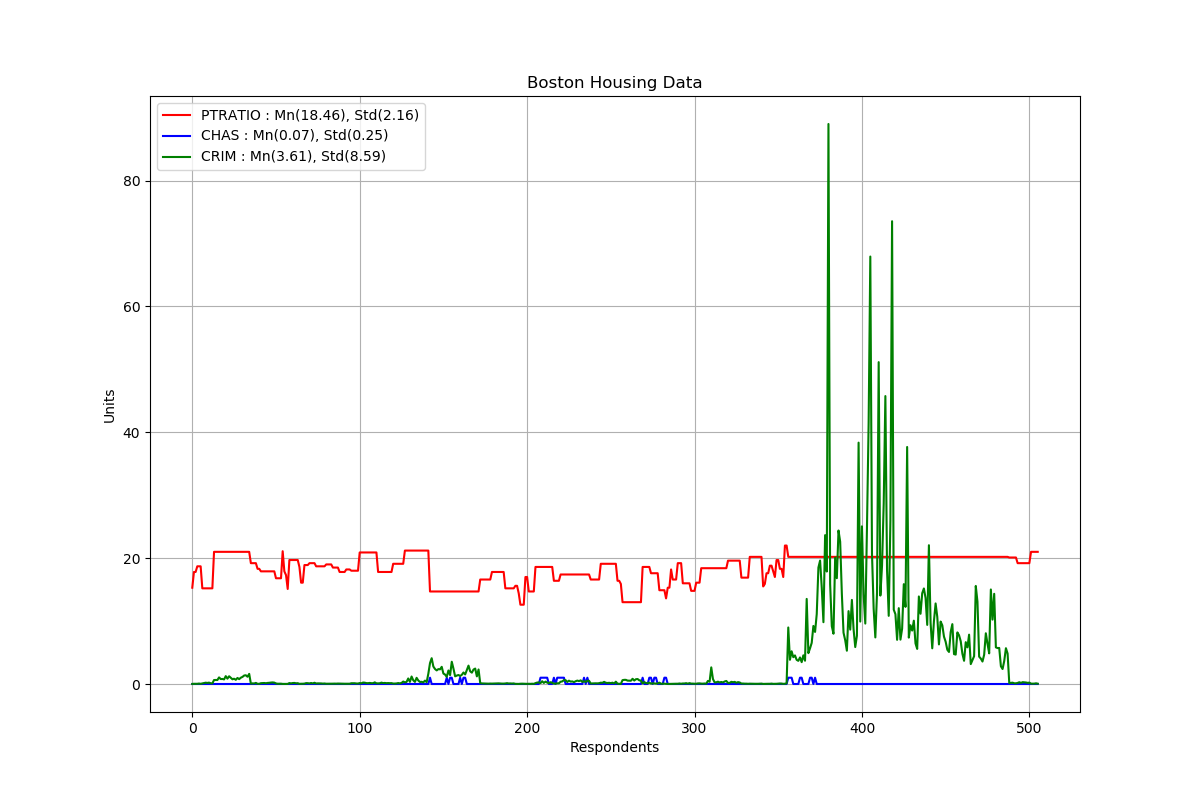 Boston Housing Data
PTRATIO : Mn(18.46), Std(2.16)
CHAS : Mn(0.07), Std(0.25)
CRIM : Mn(3.61), Std(8.59)
80
60
40
20
0
Units
0 100 200 300 400 500
Respondents